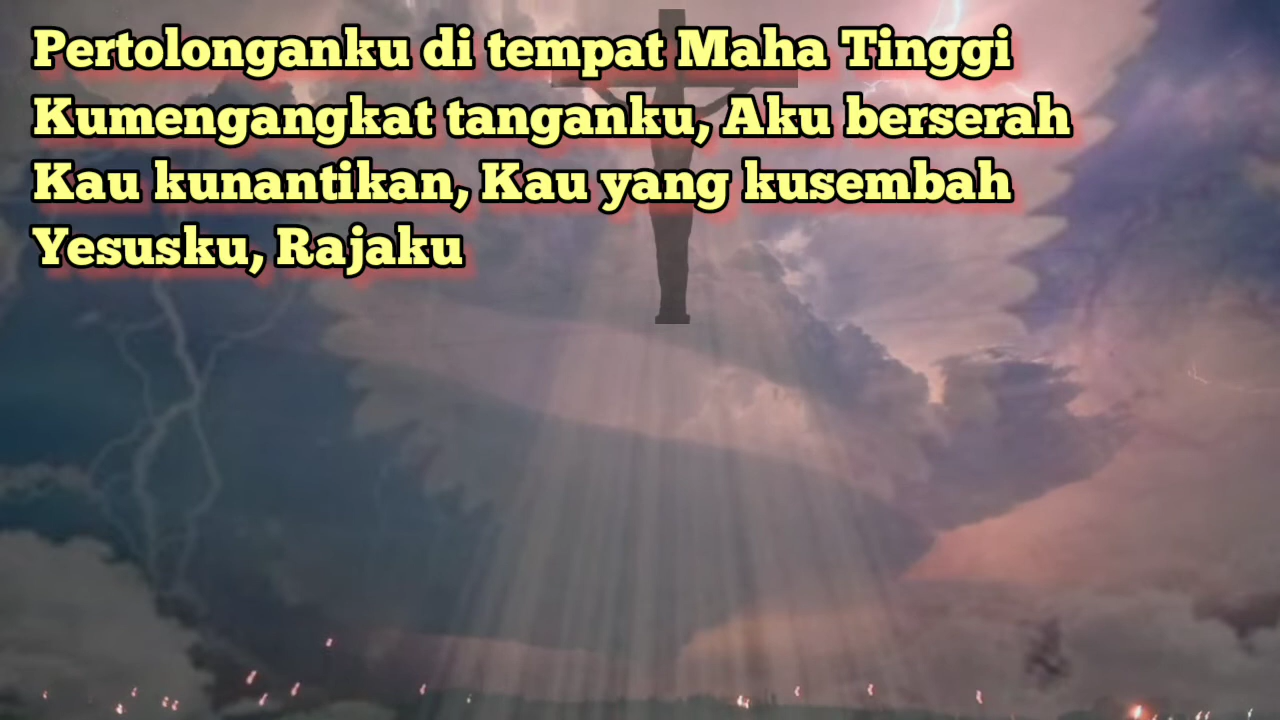 Pertolonganku di tempat Maha Tinggi
Kumengangkat tanganku, Aku berserah
Kau kunantikan, Kau yang kusembah
Yesusku, Rajaku